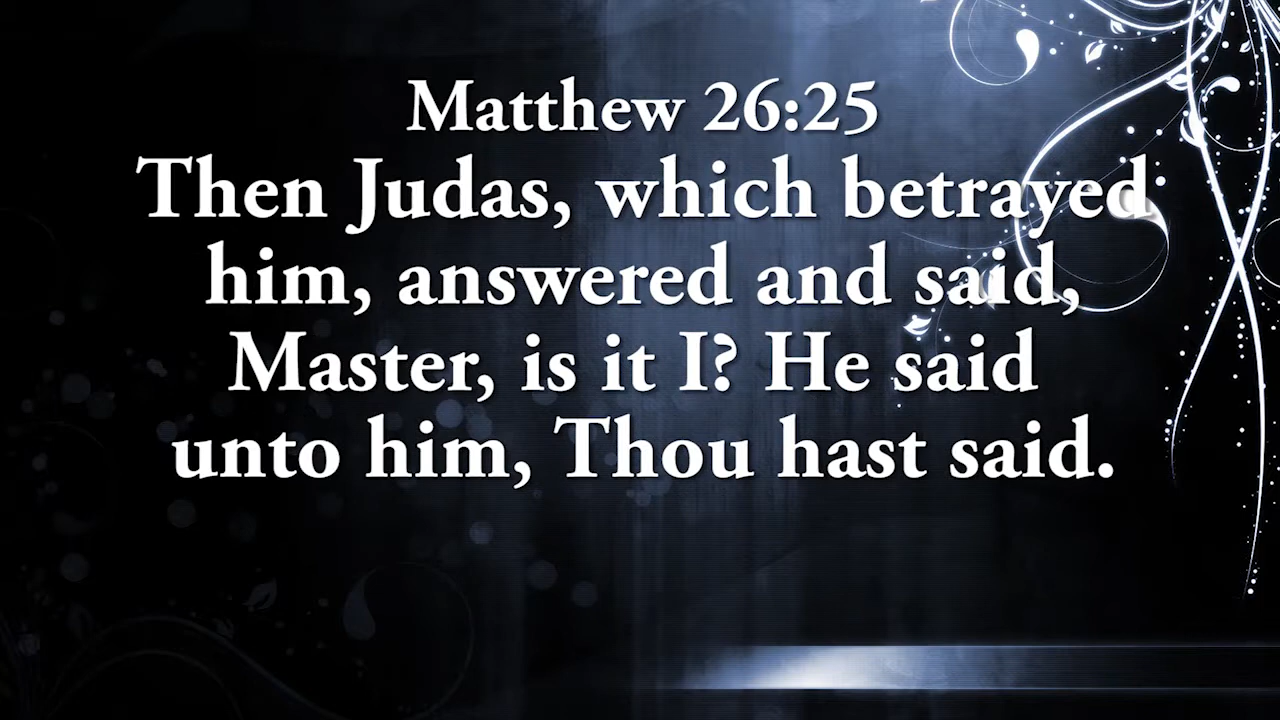 Matthew 26:25
Then Judas, which betrayed
him, answered and said,
Master, is it I? He said
unto him, Thou hast said.